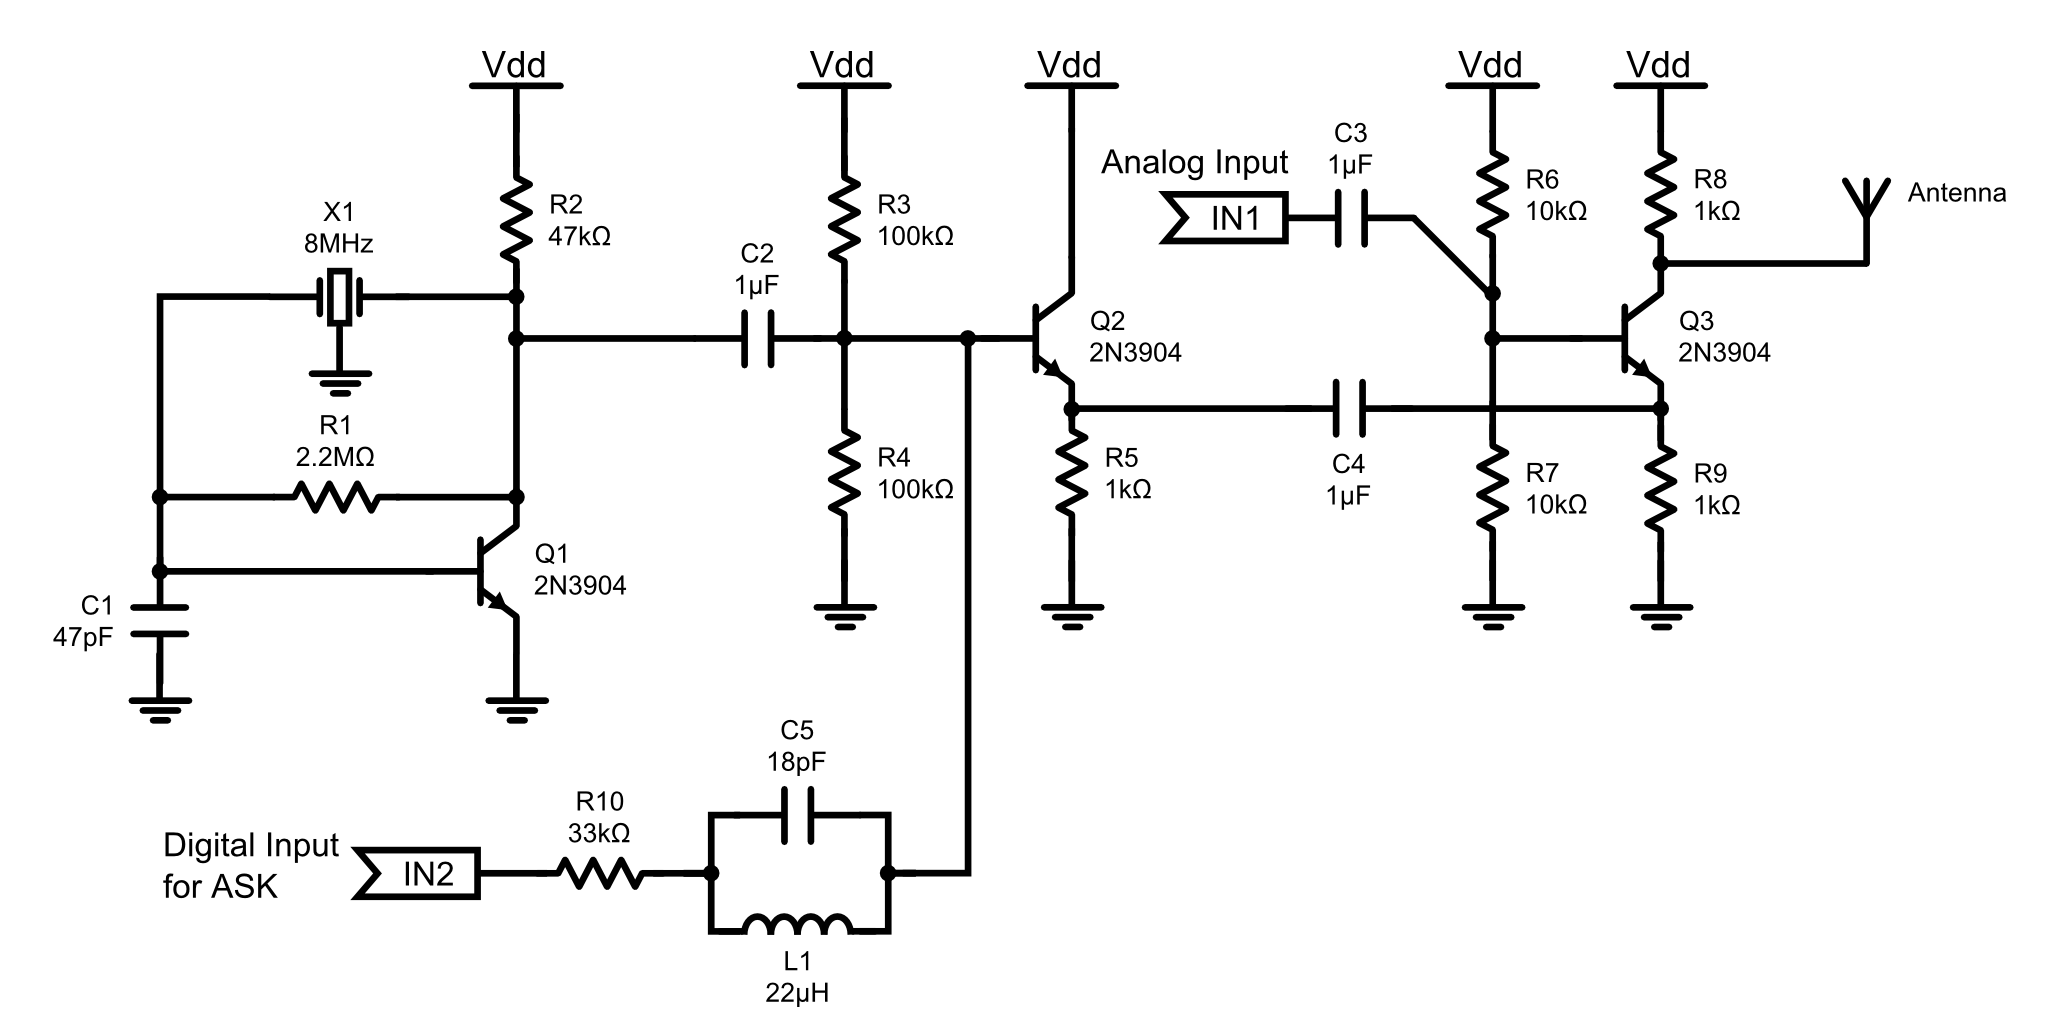 Vdd
Vdd
Vdd
Vdd
Vdd
C3
1µF
Analog Input
IN1
R6
10kΩ
R8
1kΩ
Antenna
X1
8MHz
R2
47kΩ
R3
100kΩ
C2
1µF
Q2
2N3904
Q3
2N3904
R1
2.2MΩ
R4
100kΩ
R5
1kΩ
C4
1µF
R7
10kΩ
R9
1kΩ
Q1
2N3904
C1
47pF
C5
18pF
R10
33kΩ
Digital Input
for ASK
IN2
L1
22µH